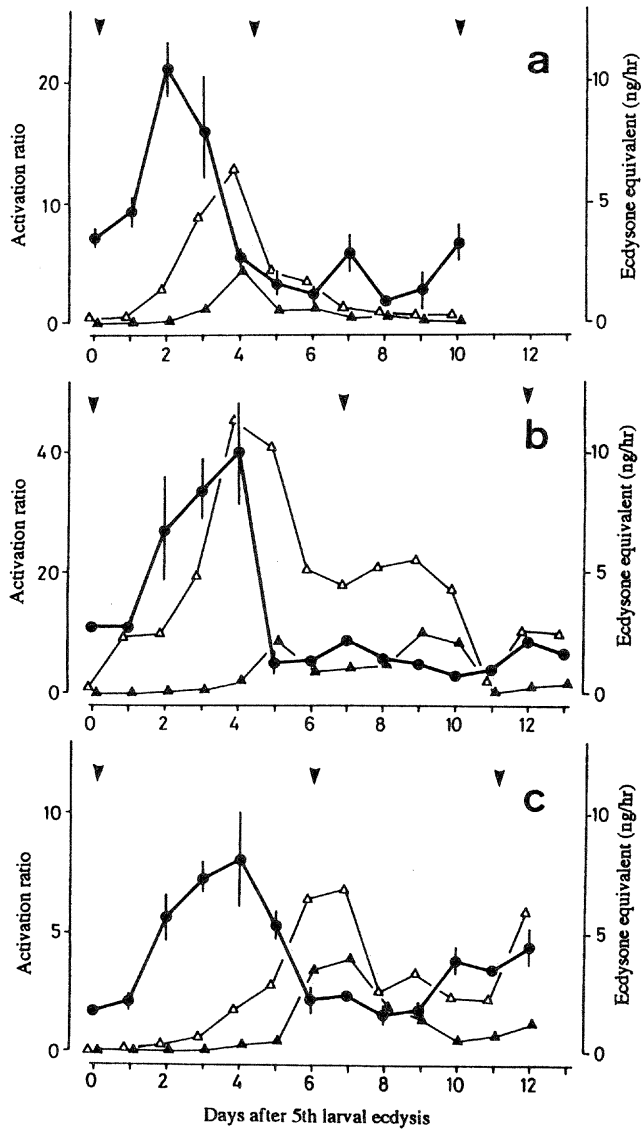 a
20
10
0
Activation ratio
10
5
0
Ecdysone equivalent (ng/hr)
0 2 4 6 8 10 12
b
40
20
0
Activation ratio
10
5
0
Ecdysone equivalent (ng/hr)
0 2 4 6 8 10 12
c
10
5
0
Activation ratio
10
5
0
Ecdysone equivalent (ng/hr)
0 2 4 6 8 10 12
Days after 5th larval ecdysis